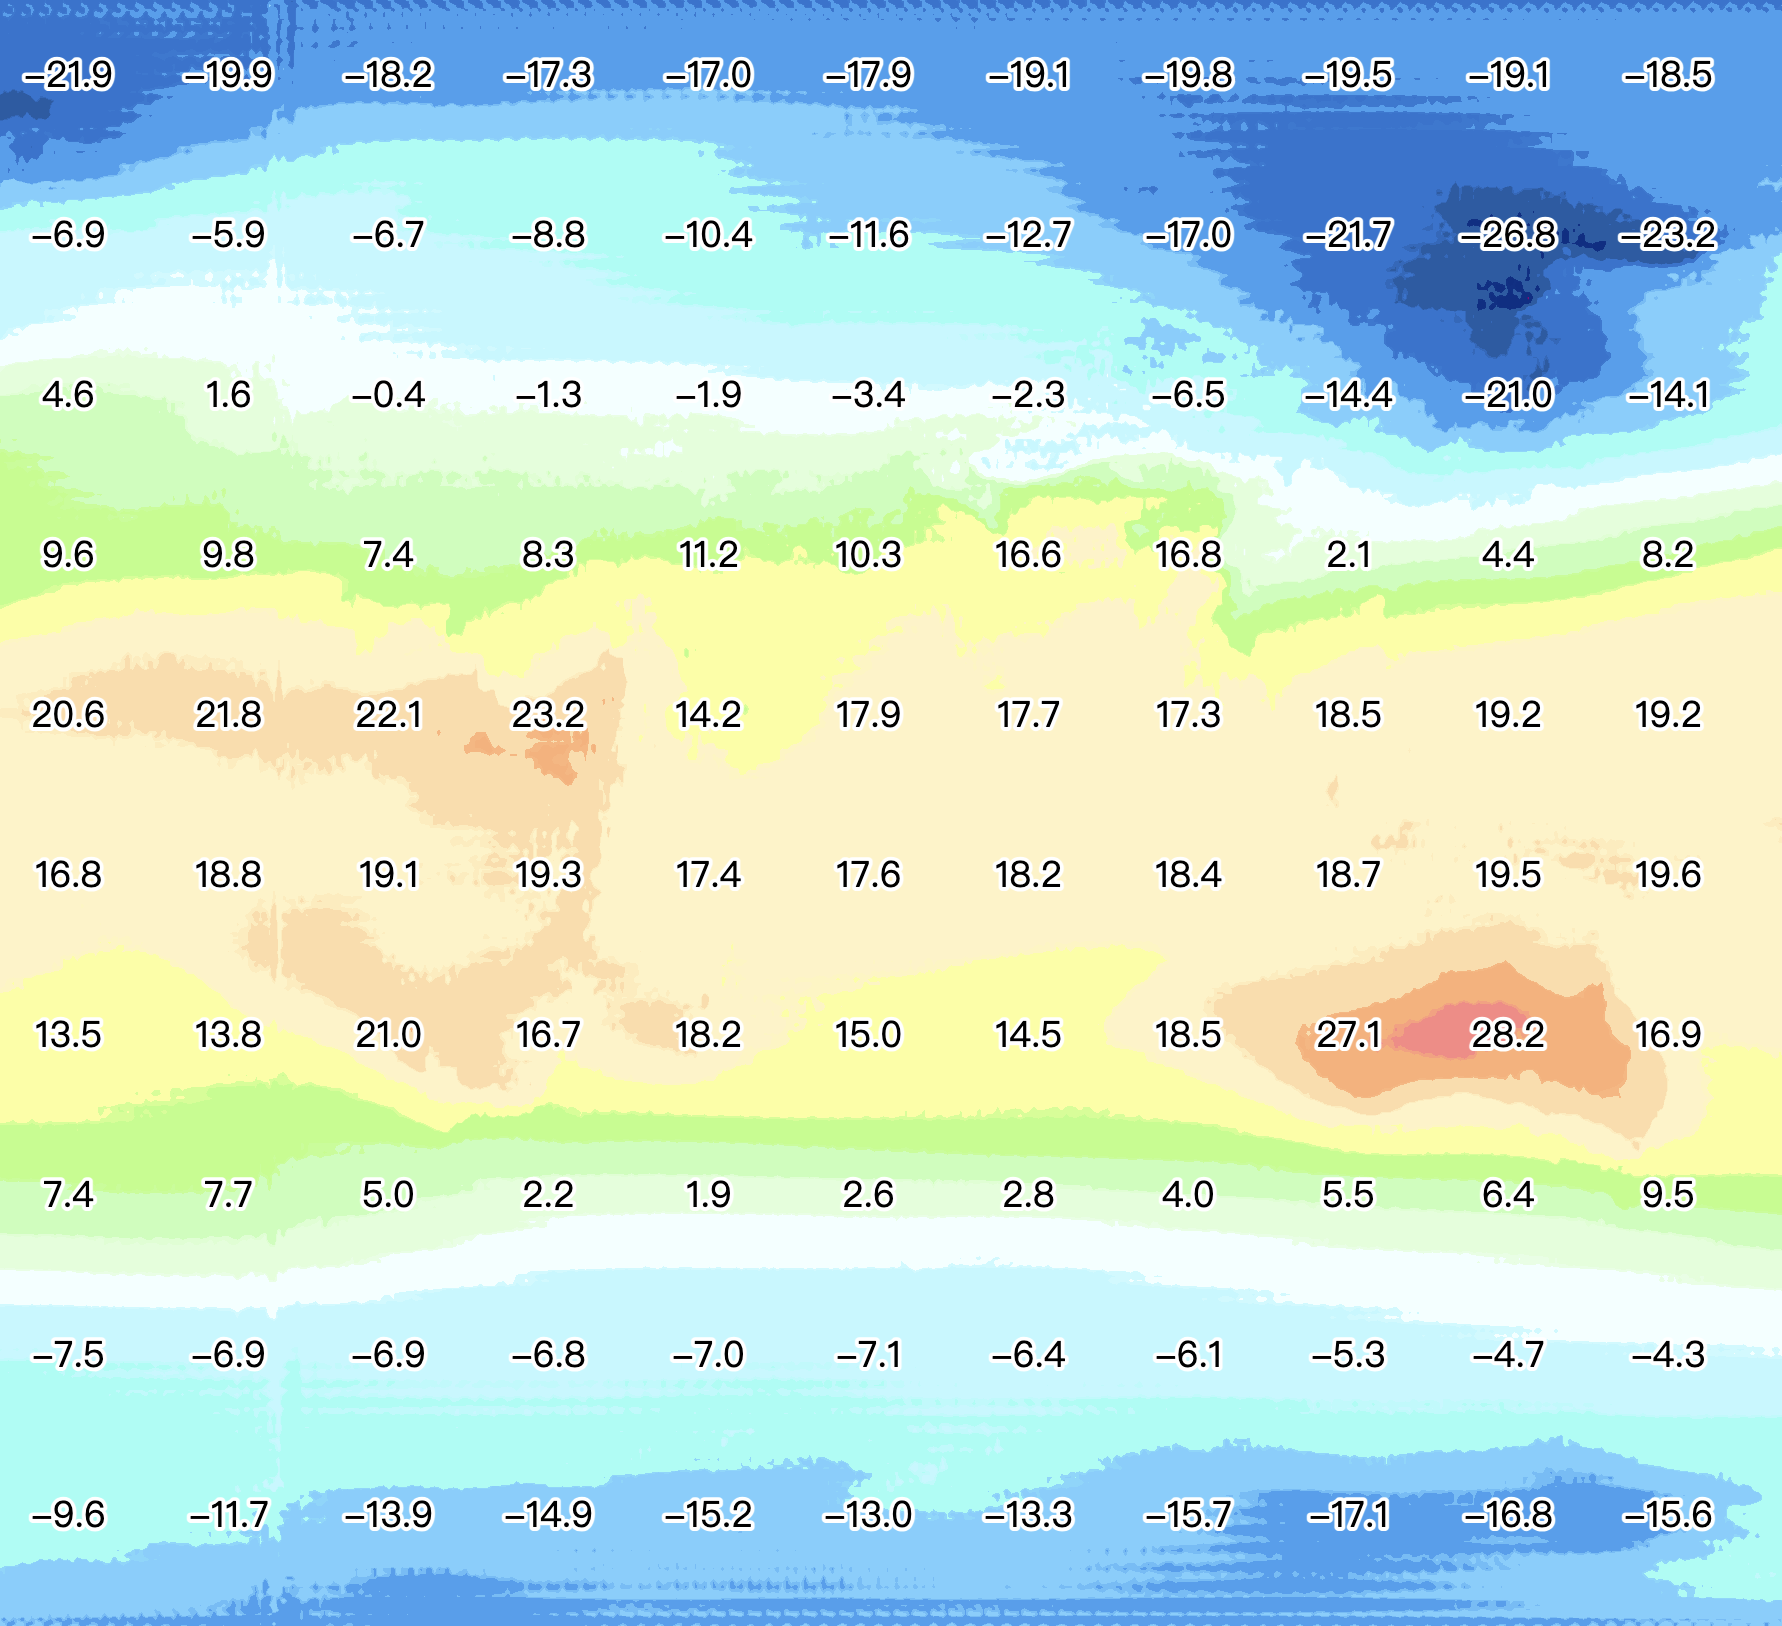 –21.9 –19.9 –18.2 –17.3 –17.0 –17.9 –19.1 –19.8 –19.5 –19.1 –18.5
–6.9 –5.9 –6.7 –8.8 –10.4 –11.6 –12.7 –17.0 –21.7 –26.8 –23.2
4.6 1.6 –0.4 –1.3 –1.9 –3.4 –2.3 –6.5 –14.4 –21.0 –14.1
9.6 9.8 7.4 8.3 11.2 10.3 16.6 16.8 2.1 4.4 8.2
20.6 21.8 22.1 23.2 14.2 17.9 17.7 17.3 18.5 19.2 19.2
16.8 18.8 19.1 19.3 17.4 17.6 18.2 18.4 18.7 19.5 19.6
13.5 13.8 21.0 16.7 18.2 15.0 14.5 18.5 27.1 28.2 16.9
7.4 7.7 5.0 2.2 1.9 2.6 2.8 4.0 5.5 6.4 9.5
–7.5 –6.9 –6.9 –6.8 –7.0 –7.1 –6.4 –6.1 –5.3 –4.7 –4.3
–9.6 –11.7 –13.9 –14.9 –15.2 –13.0 –13.3 –15.7 –17.1 –16.8 –15.6